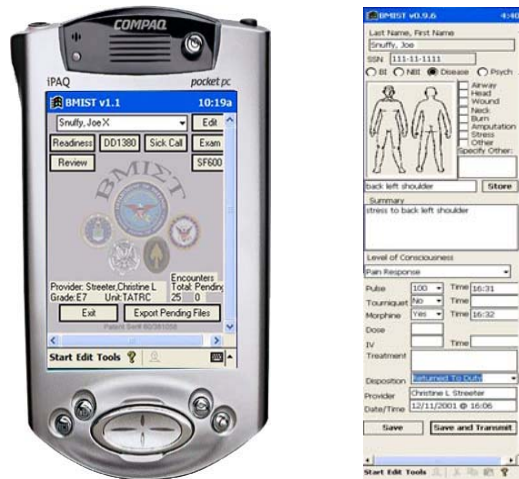 COMPAQ
iPAQ pocket pc
BMIST v1.1 10:19a
Snuffy, Joe X Edit
Readiness DD1380 Sick Call Exam
Review SF600
BMIST
Provider: Streeter,Christine L
Grade:E7 Unit:TATRC
Encounters
Total: Pending
25 0
Exit Export Pending Files
Start Edit Tools
BMIST v0.9.6 4:40
Last Name, First Name
Snuffy, Joe
SSN 111-11-1111
BI NBI Disease Psych
Airway
Head
Wound
Neck
Burn
Amputation
Stress
Other
Specify Other:
back left shoulder Store
Summary
stress to back left shoulder
Level of Consciousness
Pain Response
Pulse 100 Time 16:31
Tourniquet No Time
Morphine Yes Time 16:32
Dose
IV Time
Treatment
Disposition Returned To Duty
Provider Christine L Streeter
Date/Time 12/11/2001 @ 16:06
Save Save and Transmit
Start Edit Tools